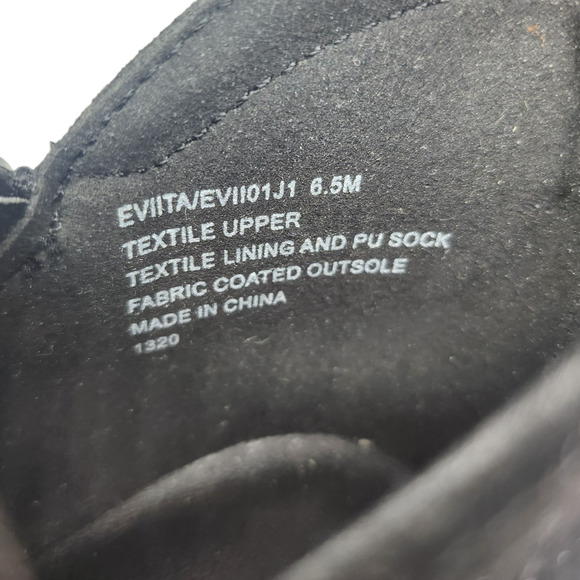 EVIITA/EVII01J1 6.5M
TEXTILE UPPER
TEXTILE LINING AND PU SOCK
FABRIC COATED OUTSOLE
MADE IN CHINA
1320